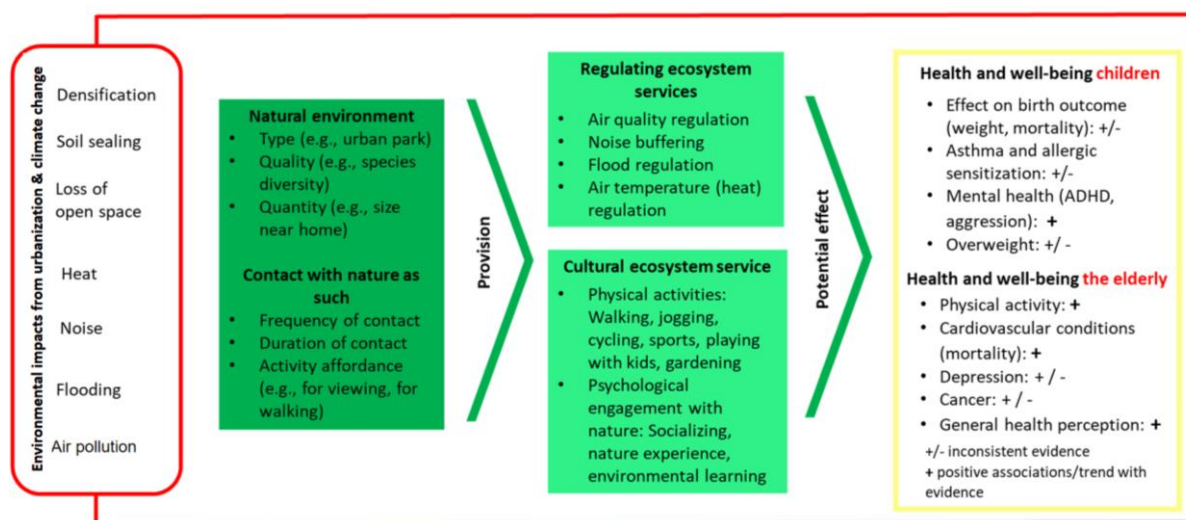 Environmental impacts from urbanization & climate change
Densification
Soil sealing
Loss of
open space
Heat
Noise
Flooding
Air pollution
Natural environment
• Type (e.g., urban park)
• Quality (e.g., species
diversity)
• Quantity (e.g., size
near home)
Contact with nature as
such
• Frequency of contact
• Duration of contact
• Activity affordance
(e.g., for viewing, for
walking)
Provision
Regulating ecosystem
services
• Air quality regulation
• Noise buffering
• Flood regulation
• Air temperature (heat)
regulation
Cultural ecosystem service
• Physical activities:
Walking, jogging,
cycling, sports, playing
with kids, gardening
• Psychological
engagement with
nature: Socializing,
nature experience,
environmental learning
Potential effect
Health and well-being children
• Effect on birth outcome
(weight, mortality): +/-
• Asthma and allergic
sensitization: +/-
• Mental health (ADHD,
aggression): +
• Overweight: +/ -
Health and well-being the elderly
• Physical activity: +
• Cardiovascular conditions
(mortality): +
• Depression: + / -
• Cancer: + / -
• General health perception: +
+/- inconsistent evidence
+ positive associations/trend with
evidence